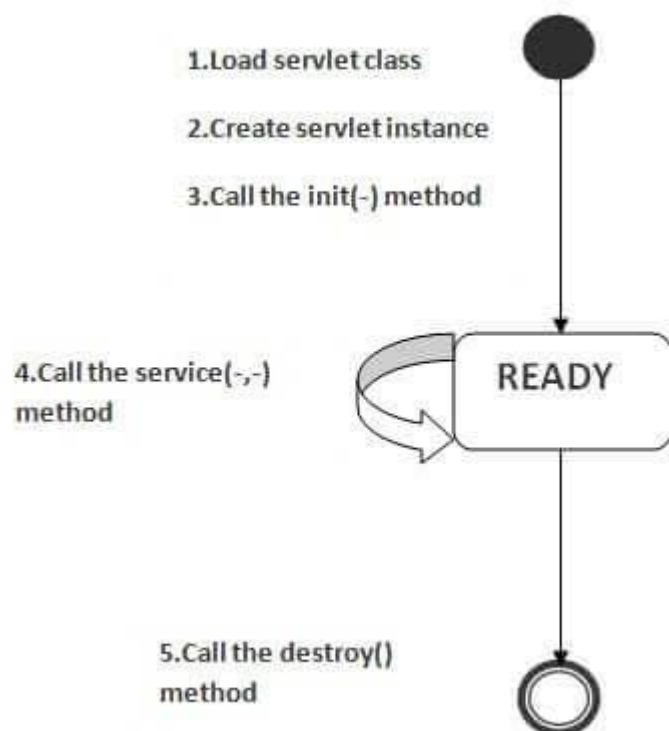 1.Load servlet class
2.Create servlet instance
3.Call the init(-) method
4.Call the service(-,-)
method
READY
5.Call the destroy()
method